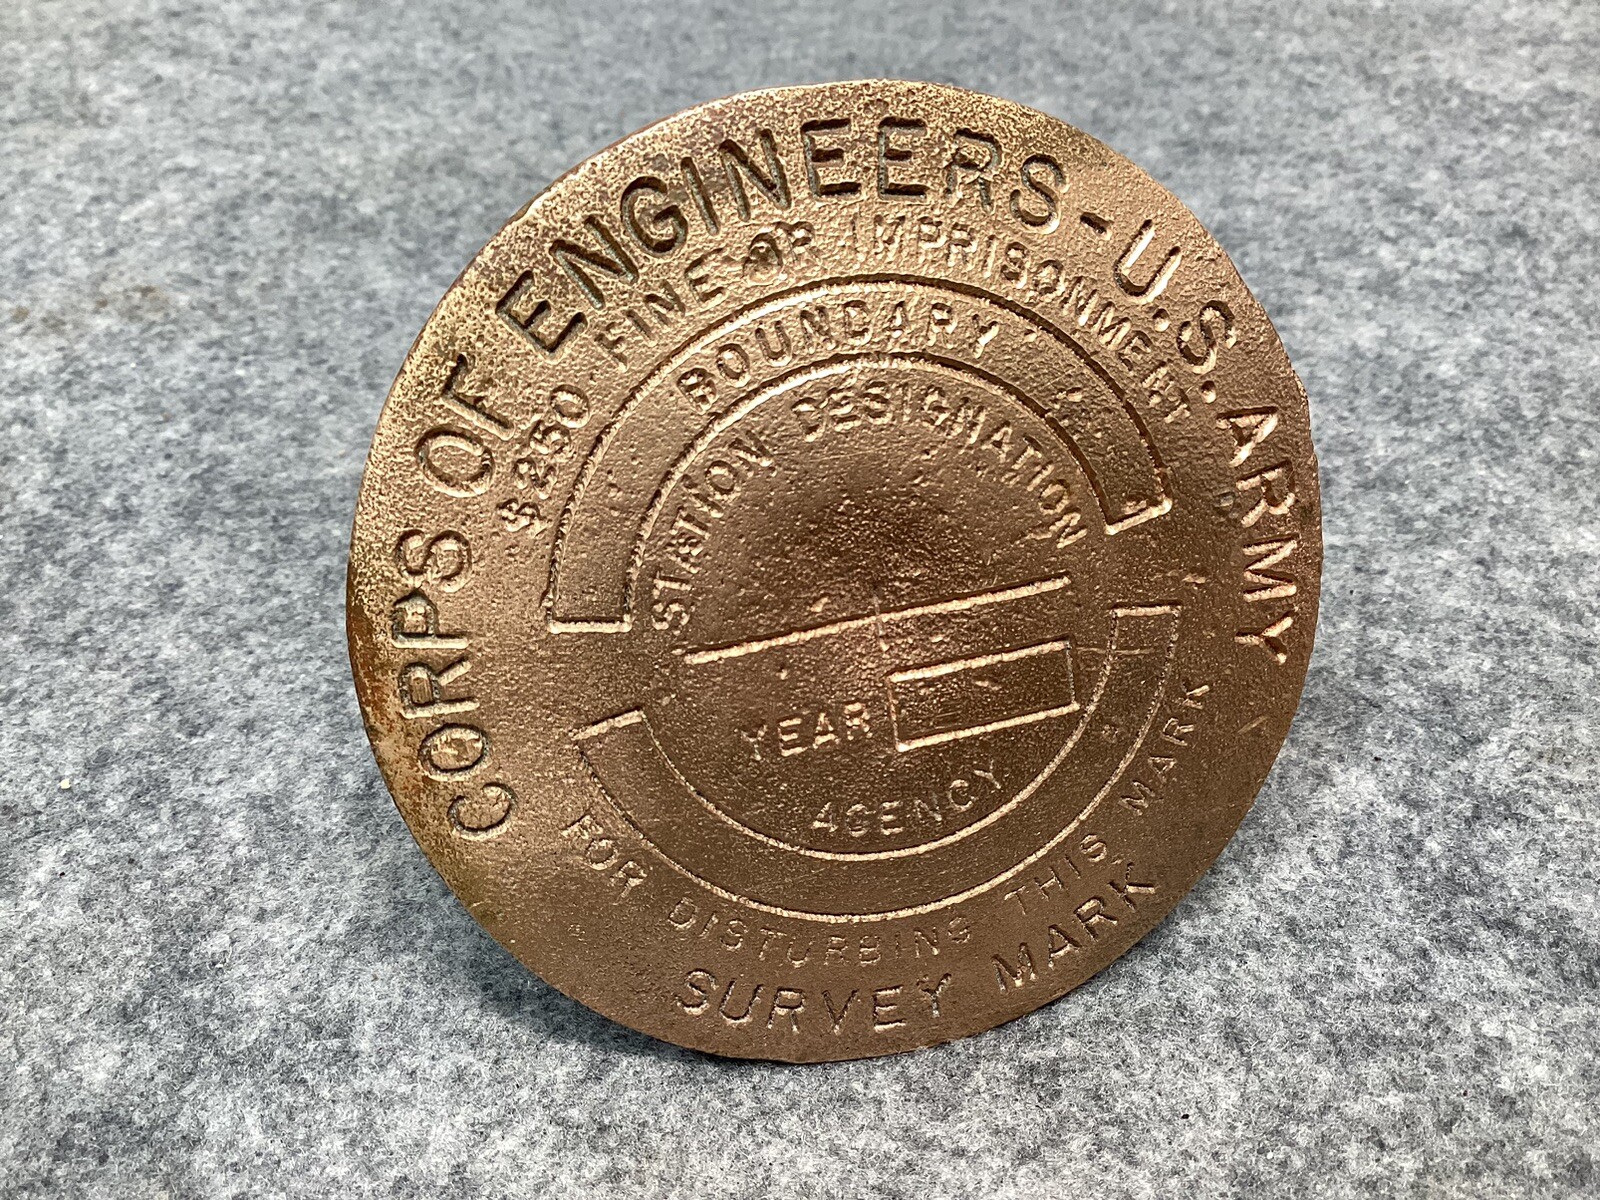 CORPS OF ENGINEERS-U.S. ARMY
$250 FINE OR IMPRISONMENT
BOUNDARY
STATION DESIGNATION
YEAR
AGENCY
FOR DISTURBING THIS MARK
SURVEY MARK